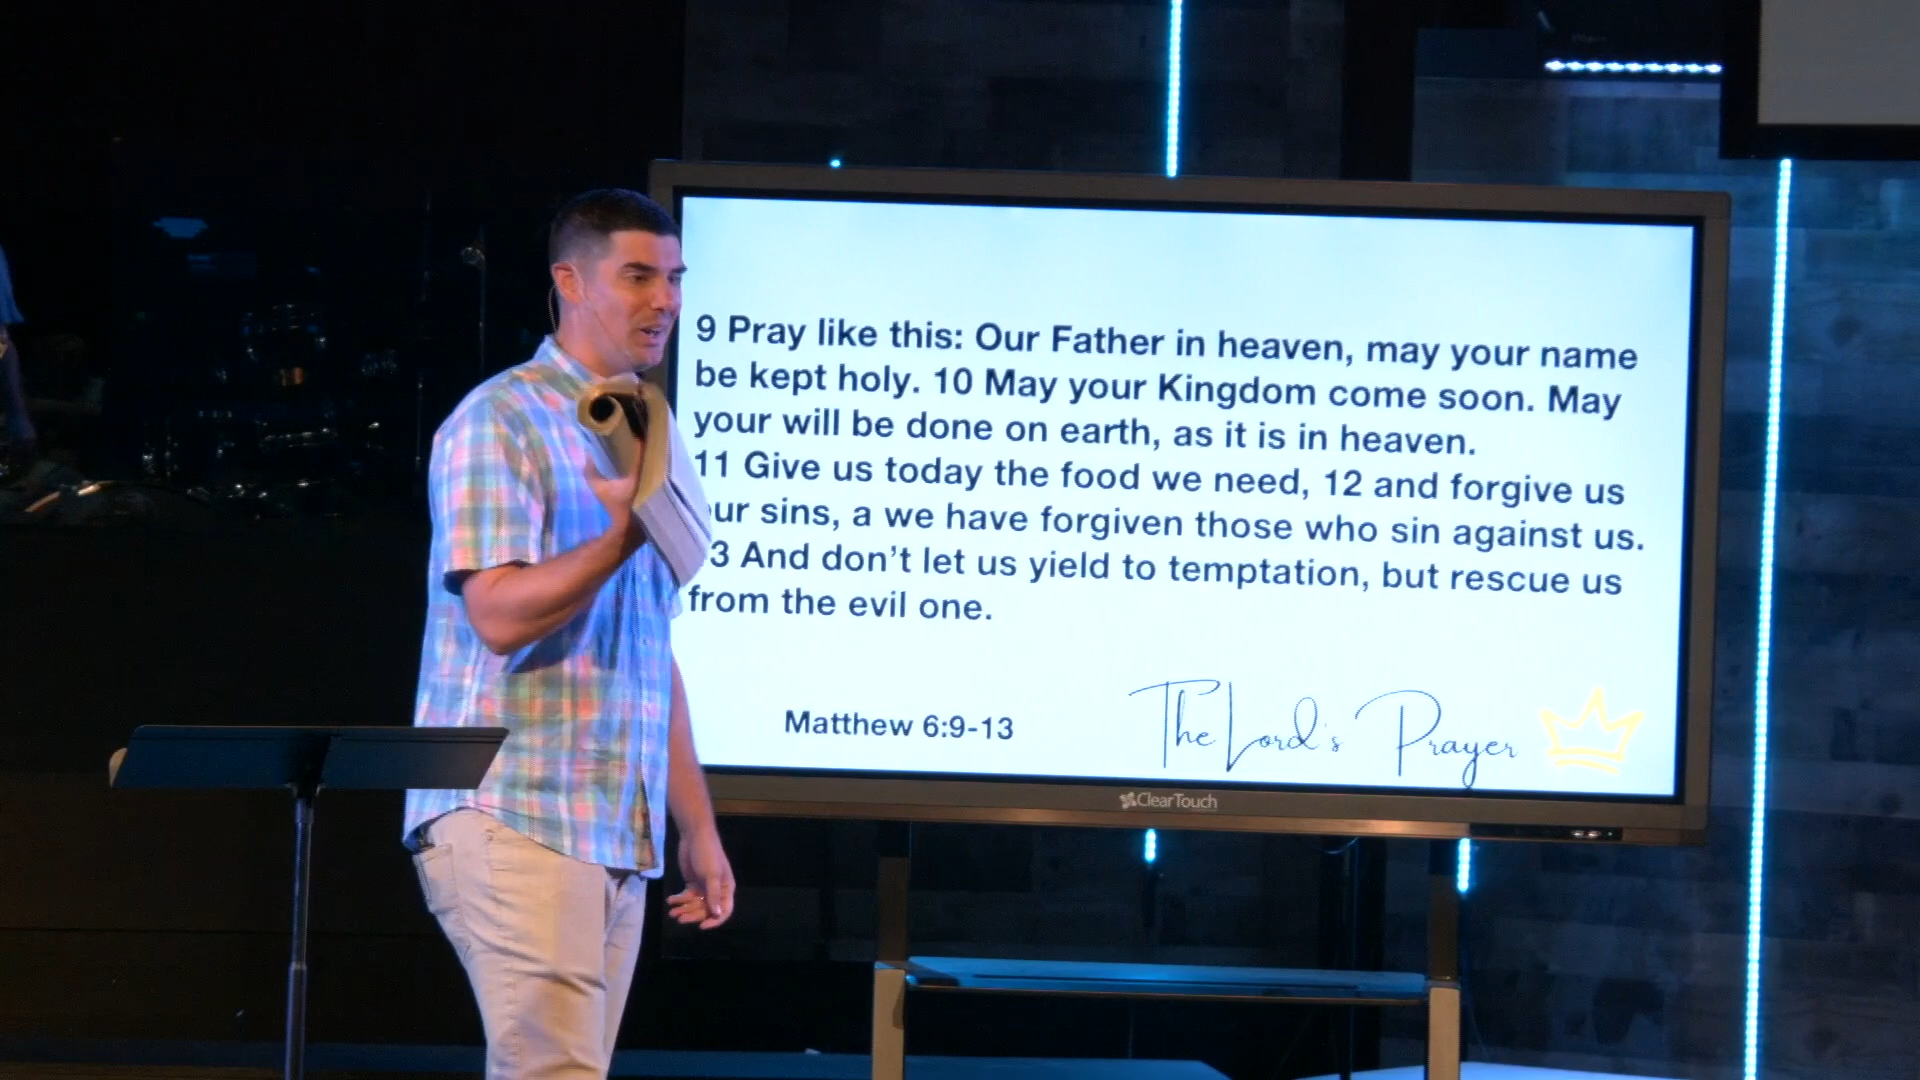 9 Pray like this: Our Father in heaven, may your name
be kept holy. 10 May your Kingdom come soon. May
your will be done on earth, as it is in heaven.
11 Give us today the food we need, 12 and forgive us
ur sins, a we have forgiven those who sin against us.
3 And don't let us yield to temptation, but rescue us
from the evil one.
Matthew 6:9-13
The Lord's Prayer
ClearTouch